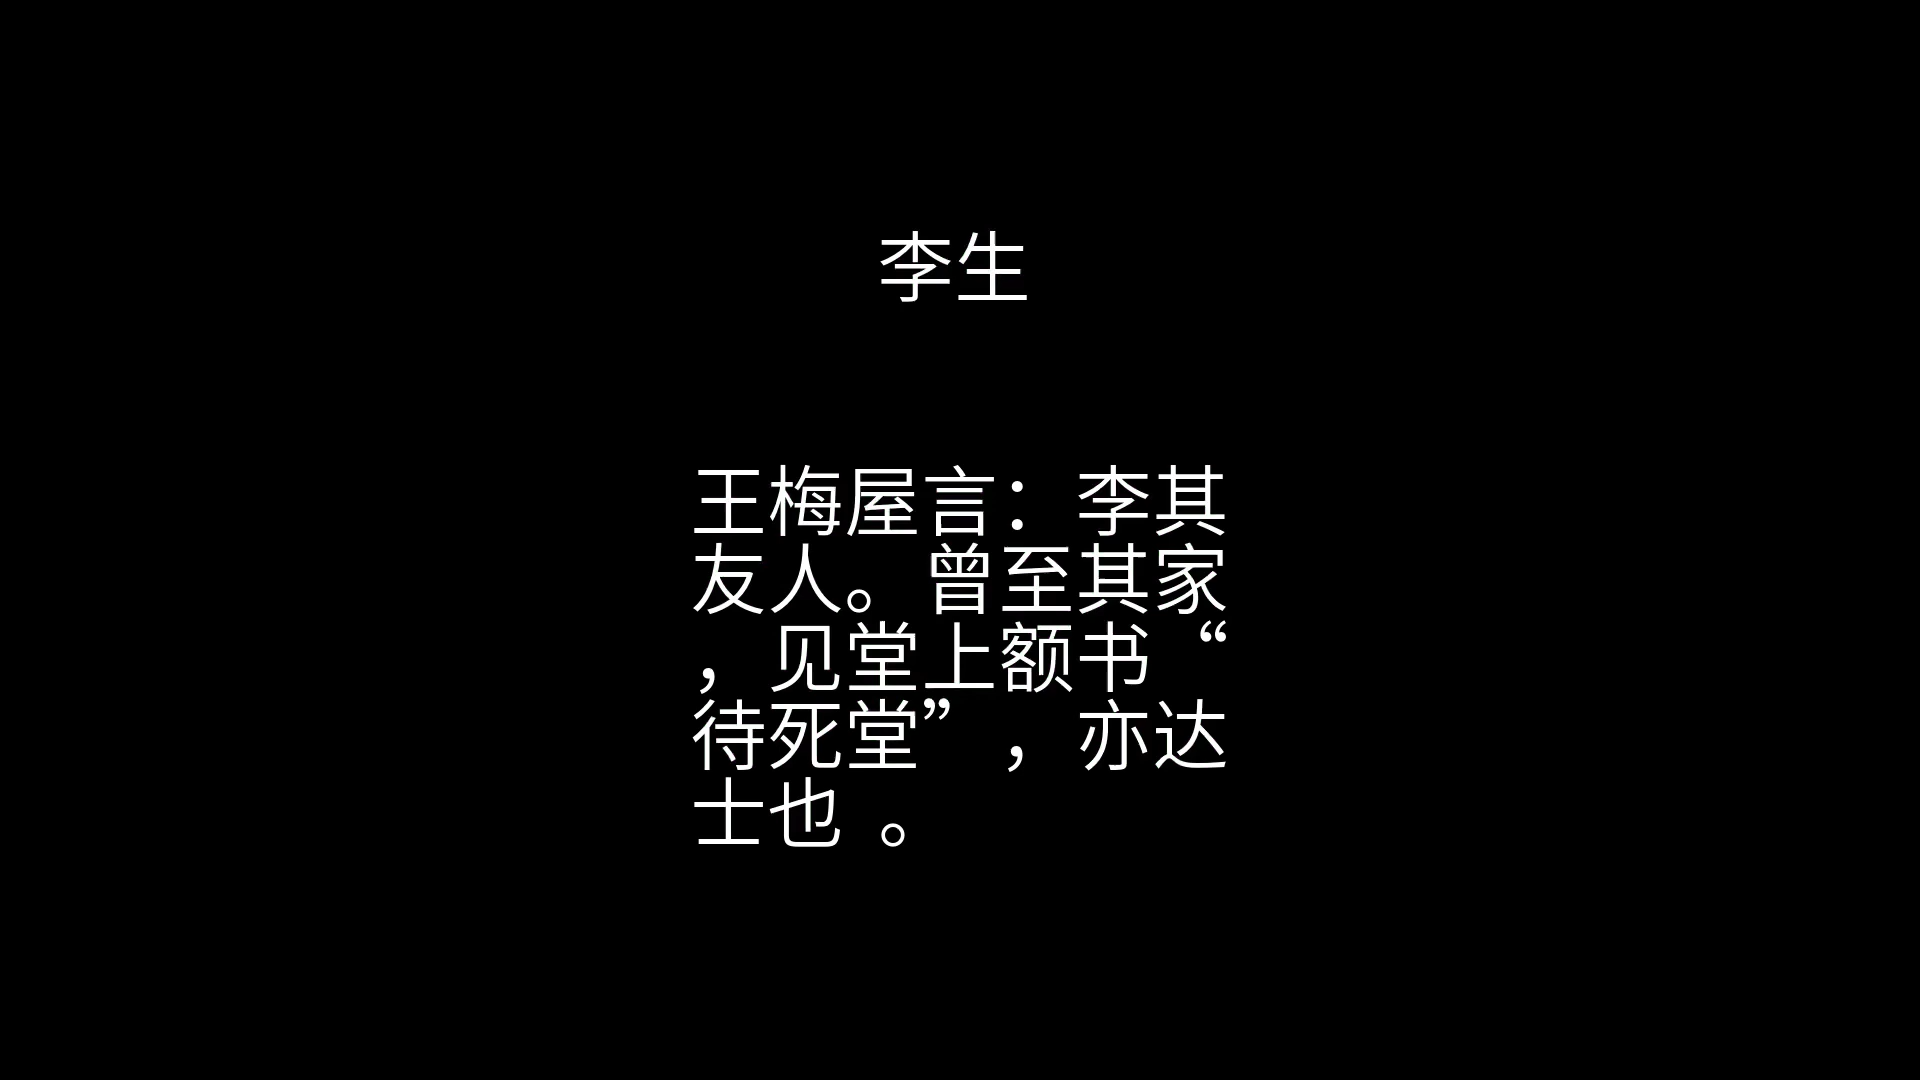 李生
王梅屋言：李其
友人。曾至其家
，见堂上额书“
待死堂”，亦达
士也 。